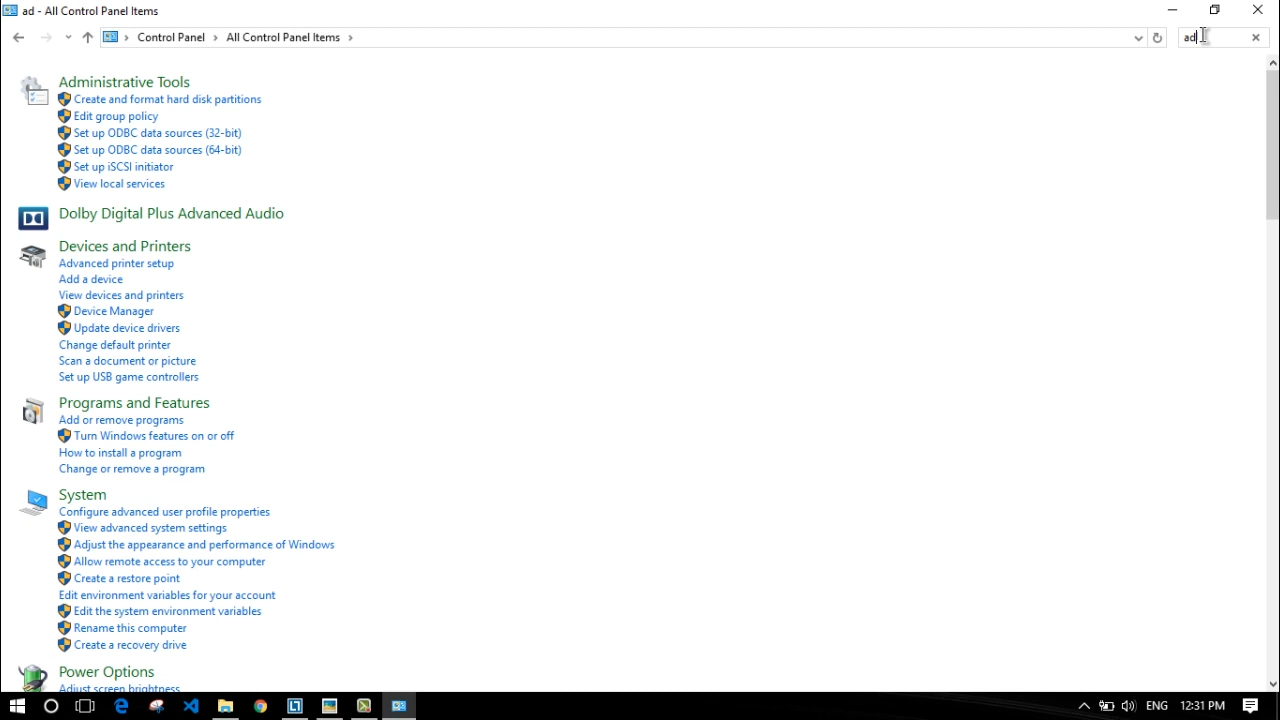 ad - All Control Panel Items
Control Panel All Control Panel Items ad
Administrative Tools
Create and format hard disk partitions
Edit group policy
Set up ODBC data sources (32-bit)
Set up ODBC data sources (64-bit)
Set up iSCSI initiator
View local services
Dolby Digital Plus Advanced Audio
Devices and Printers
Advanced printer setup
Add a device
View devices and printers
Device Manager
Update device drivers
Change default printer
Scan a document or picture
Set up USB game controllers
Programs and Features
Add or remove programs
Turn Windows features on or off
How to install a program
Change or remove a program
System
Configure advanced user profile properties
View advanced system settings
Adjust the appearance and performance of Windows
Allow remote access to your computer
Create a restore point
Edit environment variables for your account
Edit the system environment variables
Rename this computer
Create a recovery drive
Power Options
Adjust screen brightness
ENG 12:31 PM